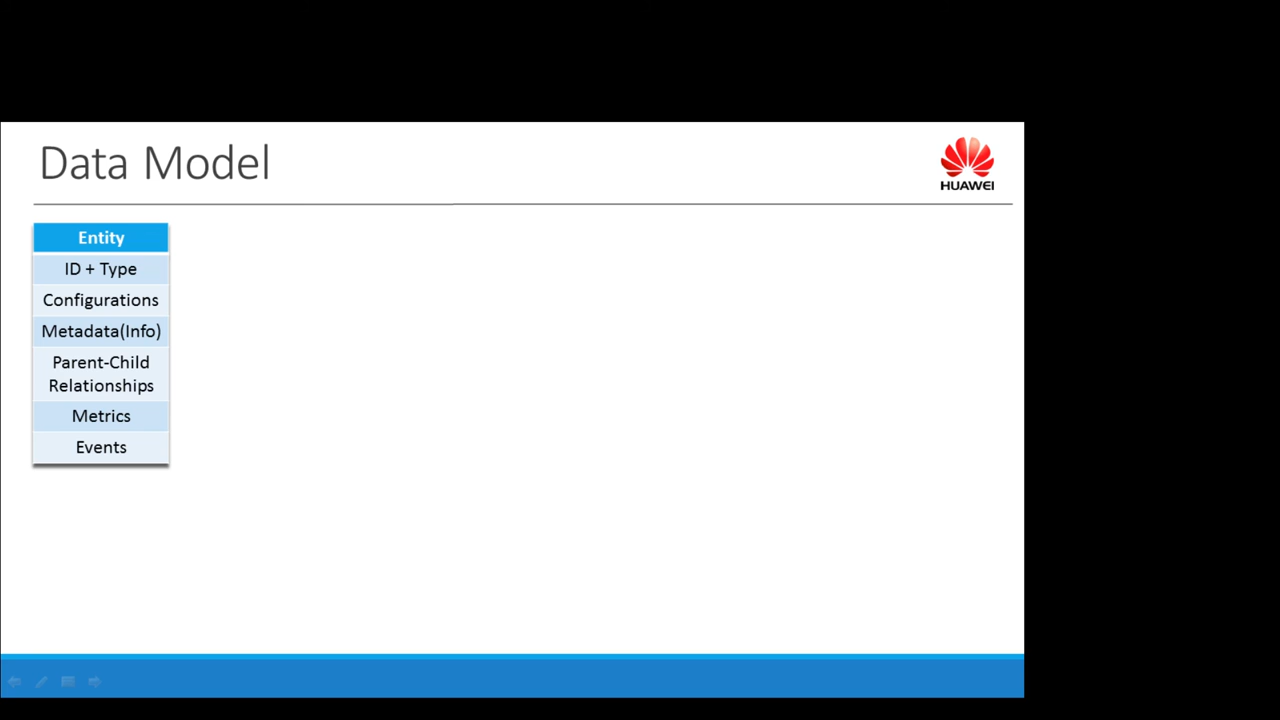 Data Model
HUAWEI
Entity
ID + Type
Configurations
Metadata(Info)
Parent-Child
Relationships
Metrics
Events